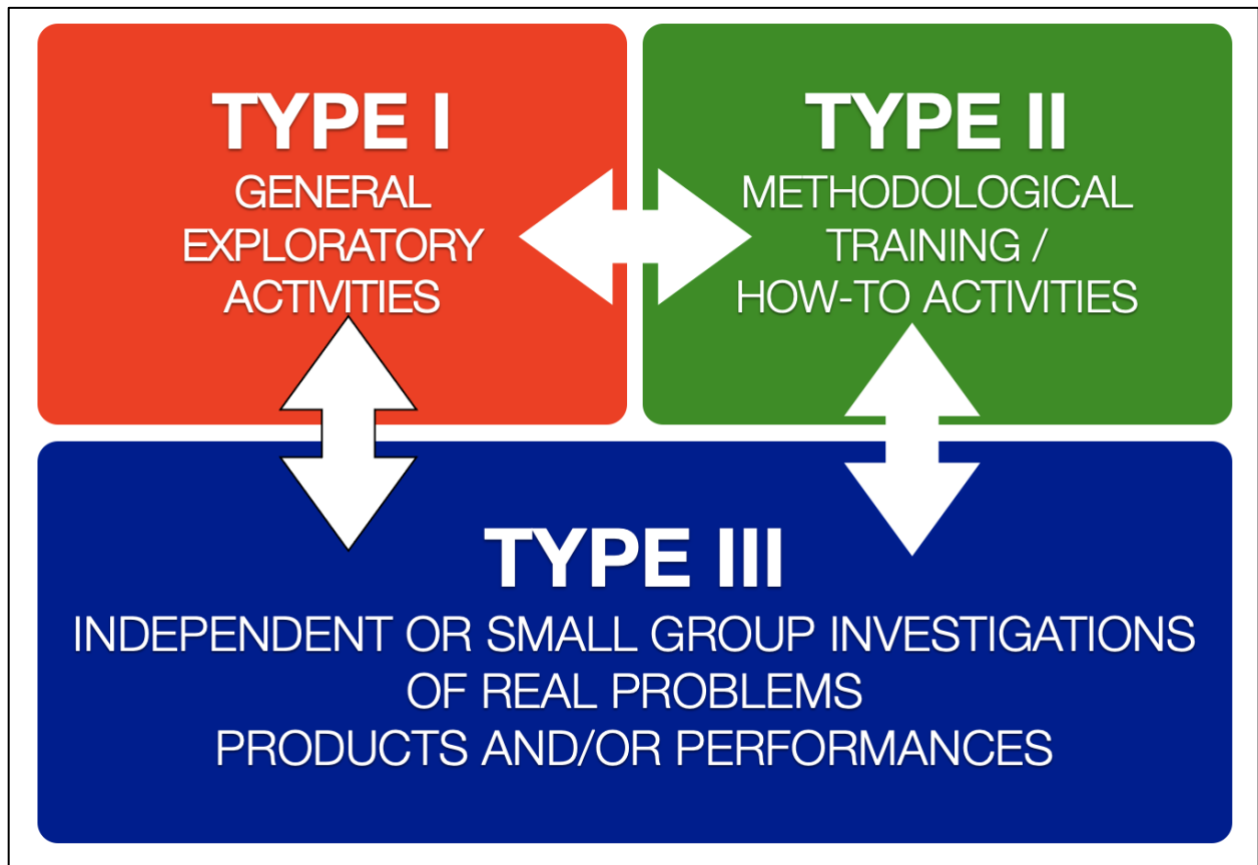 TYPE I
GENERAL
EXPLORATORY
ACTIVITIES
TYPE II
METHODOLOGICAL
TRAINING /
HOW-TO ACTIVITIES
TYPE III
INDEPENDENT OR SMALL GROUP INVESTIGATIONS
OF REAL PROBLEMS
PRODUCTS AND/OR PERFORMANCES